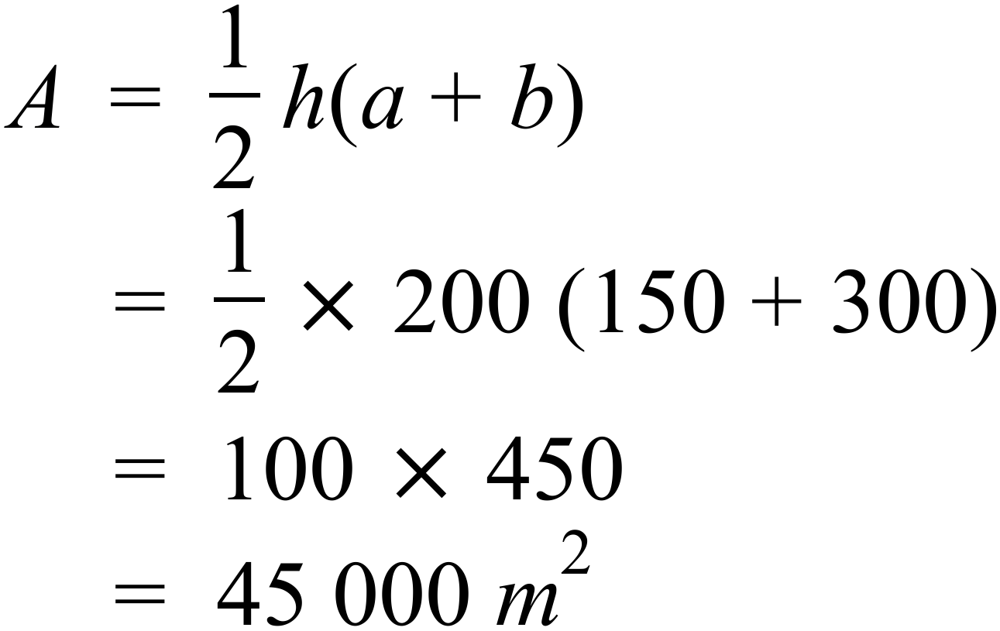 A = 1/2 h(a + b)
= 1/2 × 200 (150 + 300)
= 100 × 450
= 45 000 m²